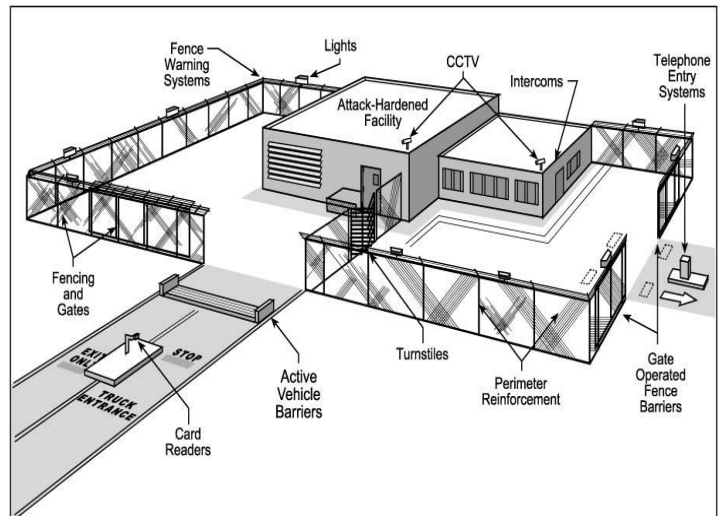 Fence
Warning
Systems
Lights
CCTV
Intercoms
Telephone
Entry
Systems
Attack-Hardened
Facility
Fencing
and
Gates
EXIT
ONLY
STOP
TRUCK
ENTRANCE
Card
Readers
Active
Vehicle
Barriers
Turnstiles
Perimeter
Reinforcement
Gate
Operated
Fence
Barriers